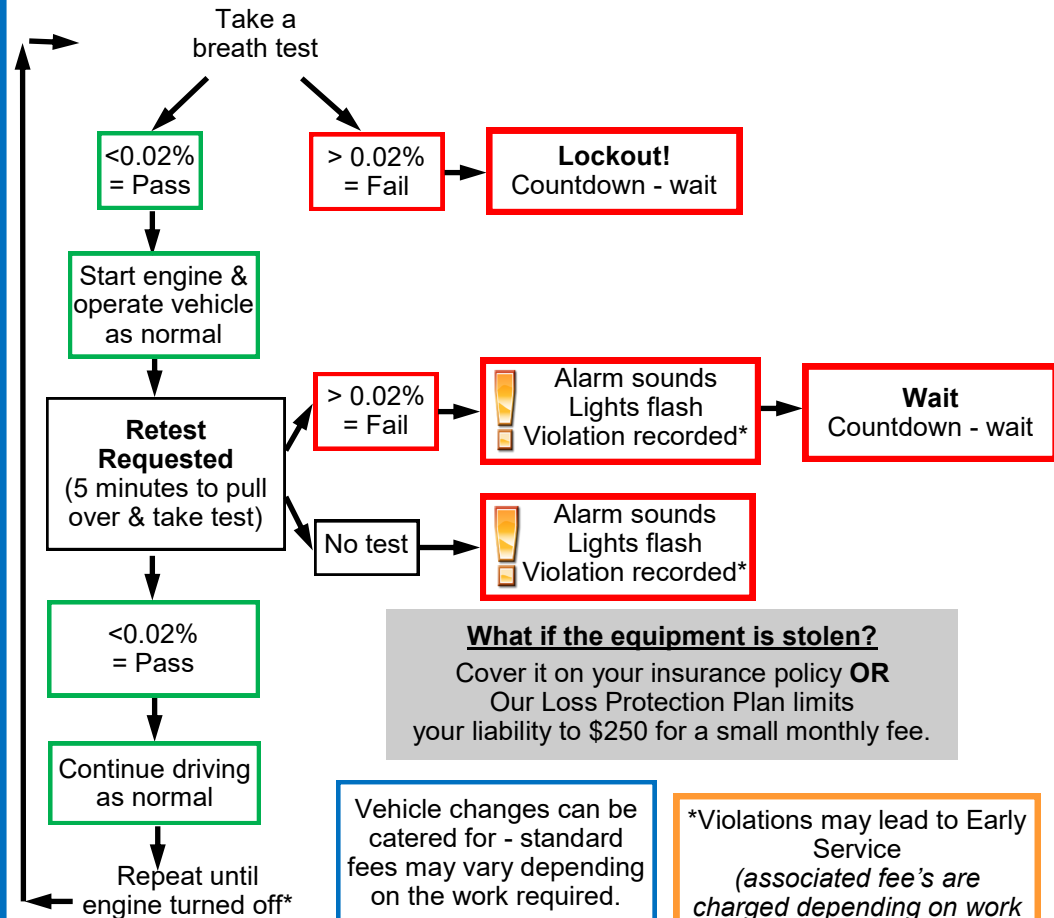 Take a
breath test
<0.02%
= Pass
> 0.02%
= Fail
Lockout!
Countdown - wait
Start engine &
operate vehicle
as normal
Retest
Requested
(5 minutes to pull
over & take test)
> 0.02%
= Fail
Alarm sounds
Lights flash
Violation recorded*
Wait
Countdown - wait
No test
Alarm sounds
Lights flash
Violation recorded*
<0.02%
= Pass
What if the equipment is stolen?
Cover it on your insurance policy OR
Our Loss Protection Plan limits
your liability to $250 for a small monthly fee.
Continue driving
as normal
Repeat until
engine turned off*
Vehicle changes can be
catered for - standard
fees may vary depending
on the work required.
*Violations may lead to Early
Service
(associated fee's are
charged depending on work